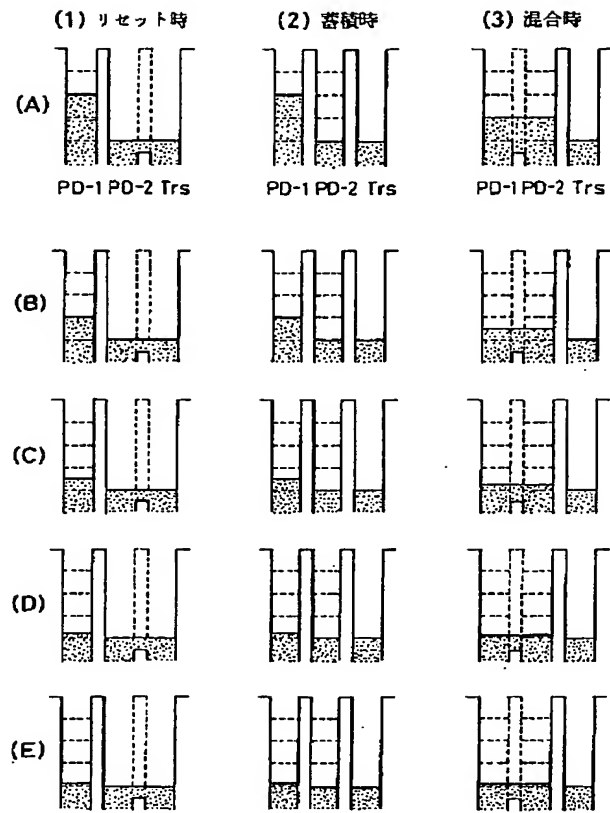 (1) リセット時 (2) 蓄積時 (3) 混合時
(A)
PD-1 PD-2 Trs PD-1 PD-2 Trs PD-1 PD-2 Trs
(B)
(C)
(D)
(E)